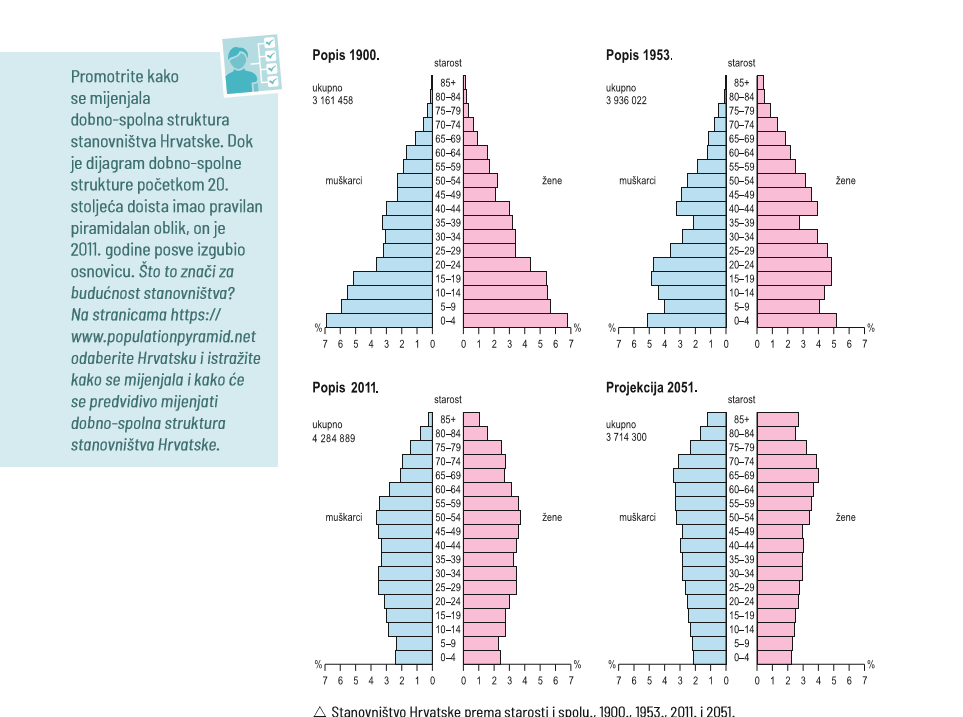 Promotrite kako
se mijenjala
dobno-spolna struktura
stanovništva Hrvatske. Dok
je dijagram dobno-spolne
strukture početkom 20.
stoljeća doista imao pravilan
piramidalan oblik, on je
2011. godine posve izgubio
osnovicu. Što to znači za
budućnost stanovništva?
Na stranicama https://
www.populationpyramid.net
odaberite Hrvatsku i istražite
kako se mijenjala i kako će
se predvidivo mijenjati
dobno-spolna struktura
stanovništva Hrvatske.
Popis 1900.
starost
ukupno
3 161 458
muškarci
žene
85+
80–84
75–79
70–74
65–69
60–64
55–59
50–54
45–49
40–44
35–39
30–34
25–29
20–24
15–19
10–14
5–9
0–4
% %
7 6 5 4 3 2 1 0 0 1 2 3 4 5 6 7
Popis 1953.
starost
ukupno
3 936 022
muškarci
žene
85+
80–84
75–79
70–74
65–69
60–64
55–59
50–54
45–49
40–44
35–39
30–34
25–29
20–24
15–19
10–14
5–9
0–4
% %
7 6 5 4 3 2 1 0 0 1 2 3 4 5 6 7
Popis 2011.
starost
ukupno
4 284 889
muškarci
žene
85+
80–84
75–79
70–74
65–69
60–64
55–59
50–54
45–49
40–44
35–39
30–34
25–29
20–24
15–19
10–14
5–9
0–4
% %
7 6 5 4 3 2 1 0 0 1 2 3 4 5 6 7
Projekcija 2051.
starost
ukupno
3 714 300
muškarci
žene
85+
80–84
75–79
70–74
65–69
60–64
55–59
50–54
45–49
40–44
35–39
30–34
25–29
20–24
15–19
10–14
5–9
0–4
% %
7 6 5 4 3 2 1 0 0 1 2 3 4 5 6 7
△ Stanovništvo Hrvatske prema starosti i spolu., 1900., 1953., 2011. i 2051.